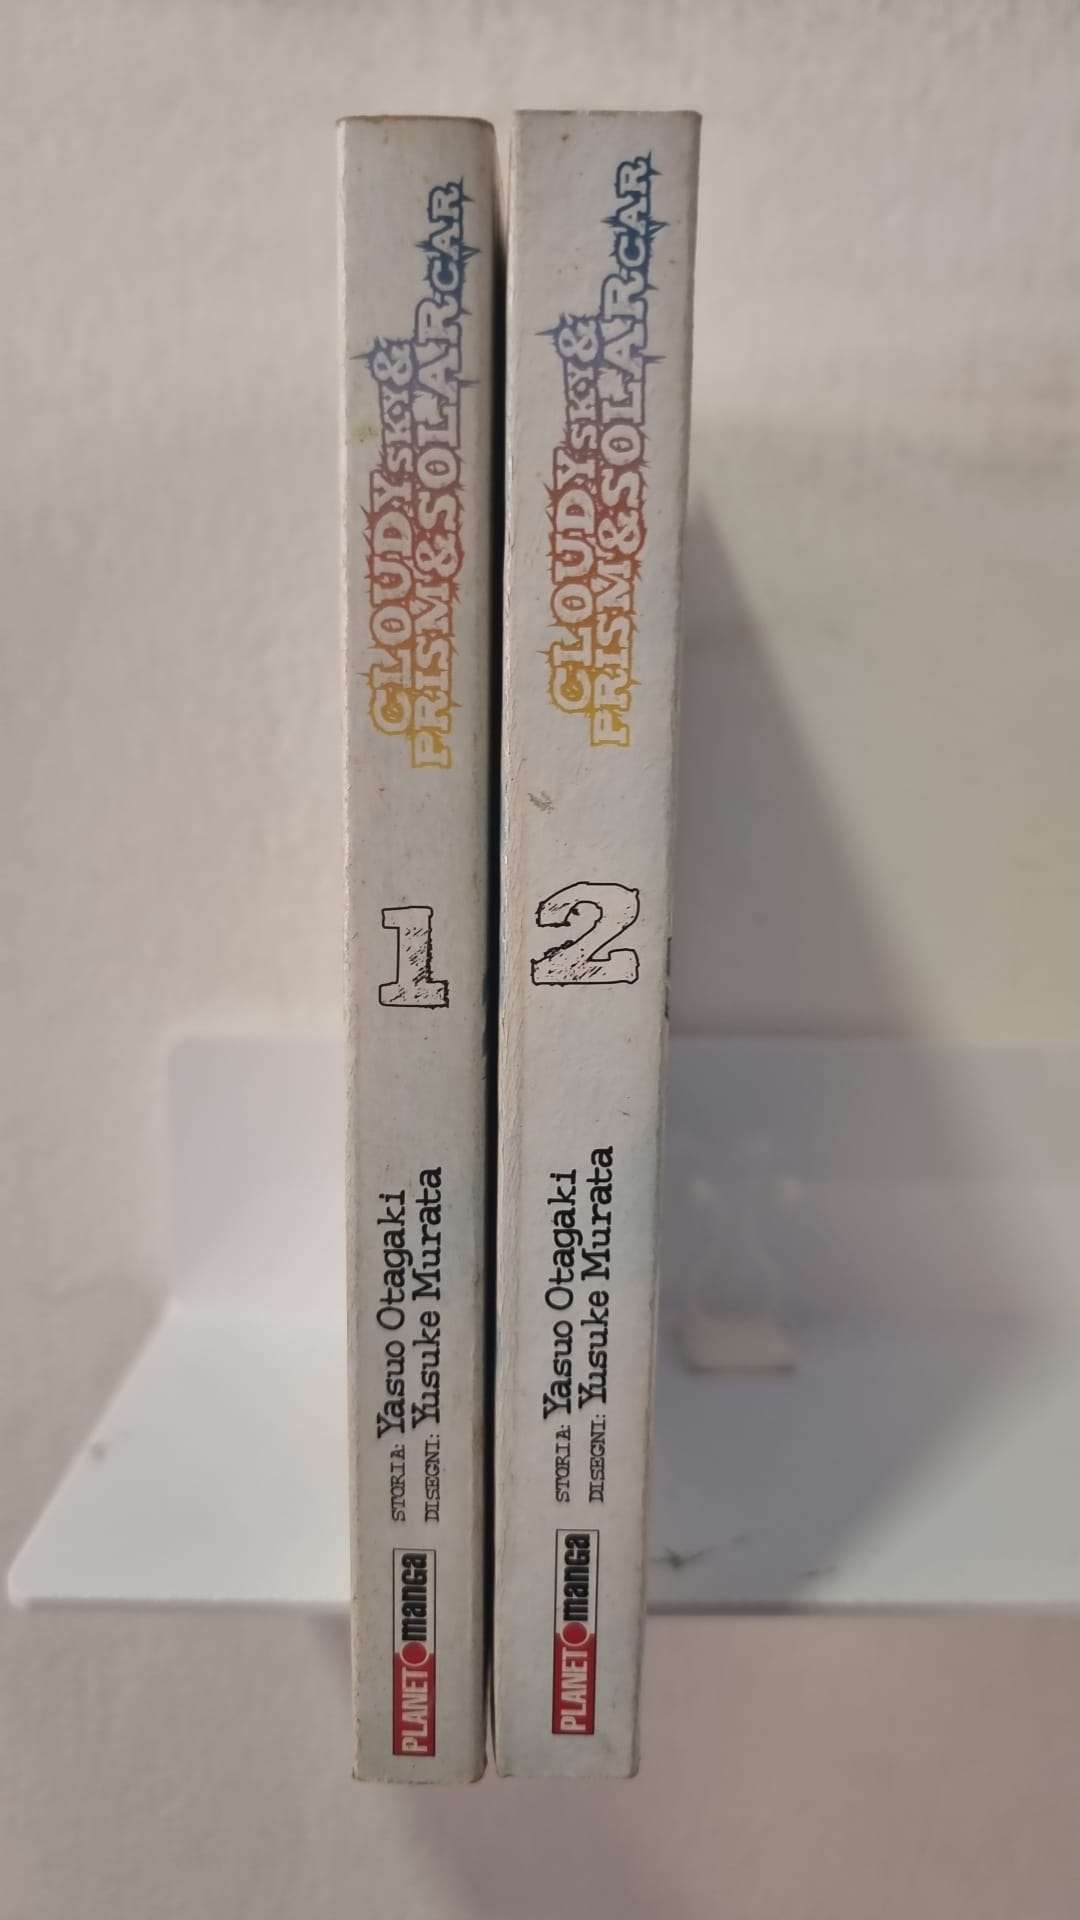 PLANET manga
STORIA: Yasuo Otagaki
DISEGNI: Yusuke Murata
1
CLOUDY SKY &
PRISM & SOLAR CAR
PLANET manga
STORIA: Yasuo Otagaki
DISEGNI: Yusuke Murata
2
CLOUDY SKY &
PRISM & SOLAR CAR